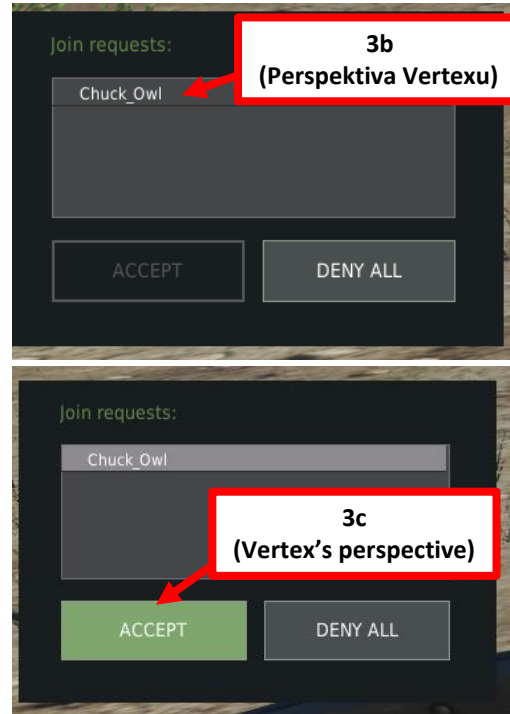 Join requests:
3b
(Perspektiva Vertexu)
Chuck_Owl
ACCEPT
DENY ALL
Join requests:
Chuck_Owl
3c
(Vertex's perspective)
ACCEPT
DENY ALL